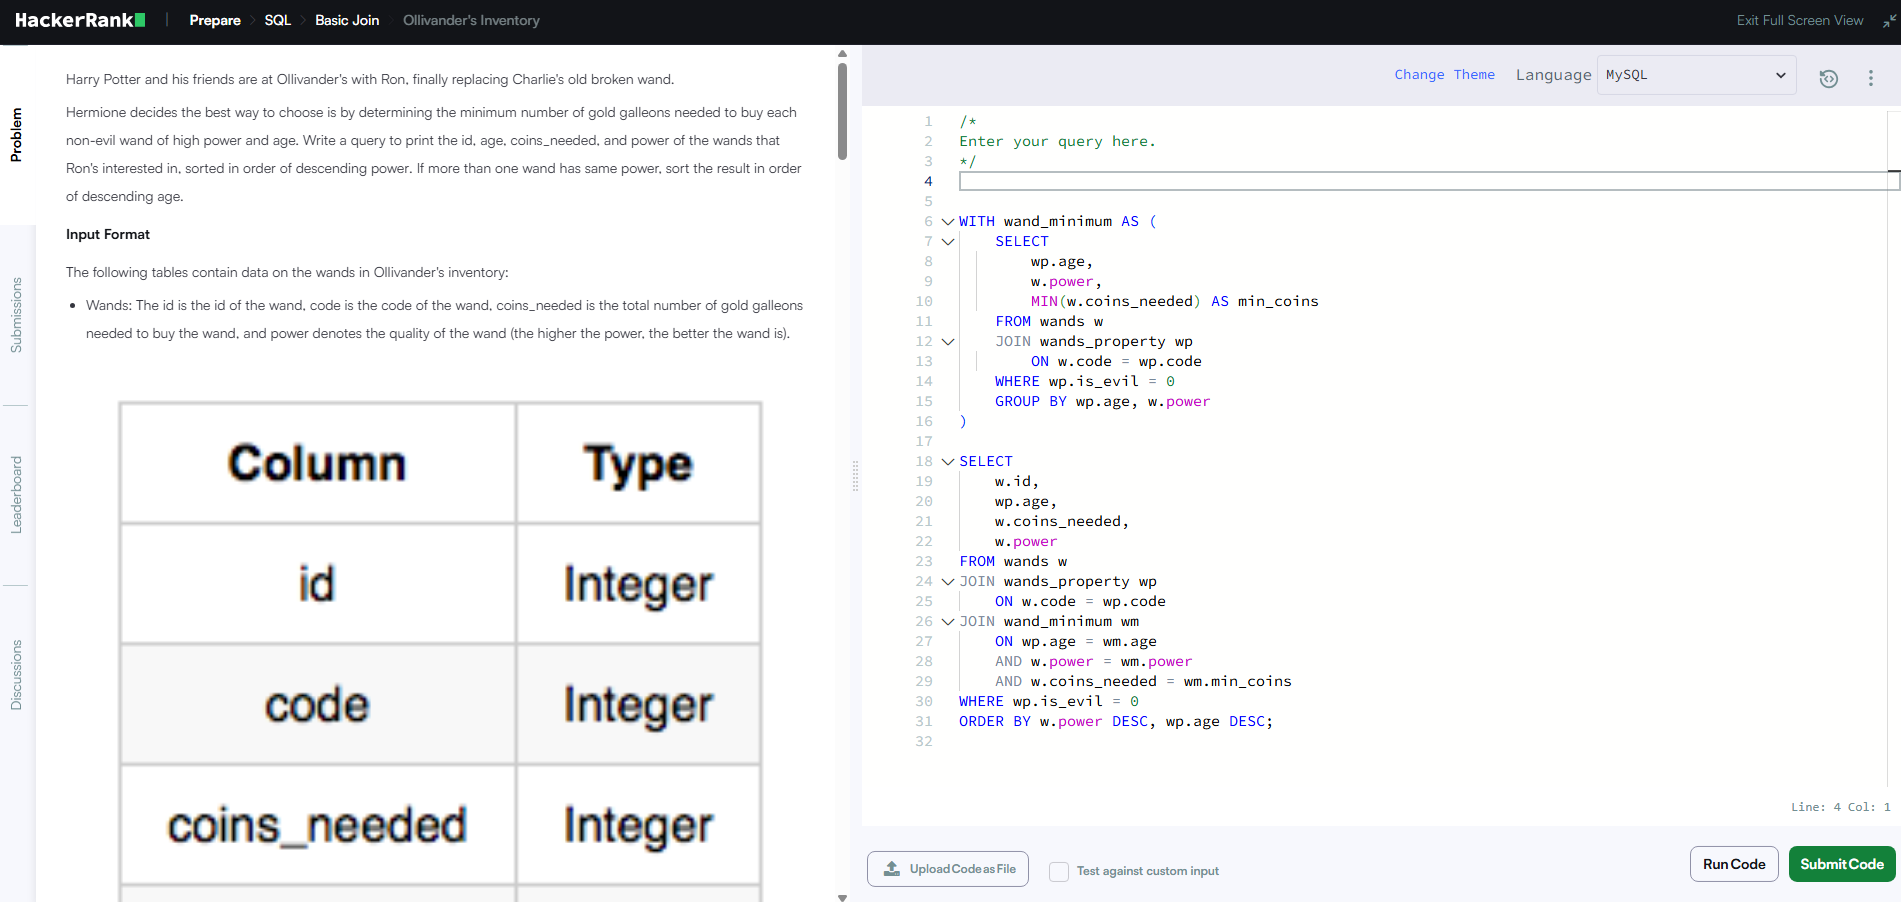 HackerRank
Prepare
SQL
Basic Join
Ollivander's Inventory
Exit Full Screen View
Problem
Submissions
Leaderboard
Discussions
Harry Potter and his friends are at Ollivander's with Ron, finally replacing Charlie's old broken wand.
Hermione decides the best way to choose is by determining the minimum number of gold galleons needed to buy each
non-evil wand of high power and age. Write a query to print the id, age, coins_needed, and power of the wands that
Ron's interested in, sorted in order of descending power. If more than one wand has same power, sort the result in order
of descending age.
Input Format
The following tables contain data on the wands in Ollivander's inventory:
• Wands: The id is the id of the wand, code is the code of the wand, coins_needed is the total number of gold galleons
needed to buy the wand, and power denotes the quality of the wand (the higher the power, the better the wand is).
Column Type
id Integer
code Integer
coins_needed Integer
Change Theme Language MySQL
1 /*
2 Enter your query here.
3 */
4
5
6 WITH wand_minimum AS (
7     SELECT
8         wp.age,
9         w.power,
10         MIN(w.coins_needed) AS min_coins
11     FROM wands w
12     JOIN wands_property wp
13         ON w.code = wp.code
14     WHERE wp.is_evil = 0
15     GROUP BY wp.age, w.power
16 )
17
18 SELECT
19     w.id,
20     wp.age,
21     w.coins_needed,
22     w.power
23 FROM wands w
24 JOIN wands_property wp
25     ON w.code = wp.code
26 JOIN wand_minimum wm
27     ON wp.age = wm.age
28     AND w.power = wm.power
29     AND w.coins_needed = wm.min_coins
30 WHERE wp.is_evil = 0
31 ORDER BY w.power DESC, wp.age DESC;
32
Line: 4 Col: 1
Upload Code as File
Test against custom input
Run Code
Submit Code